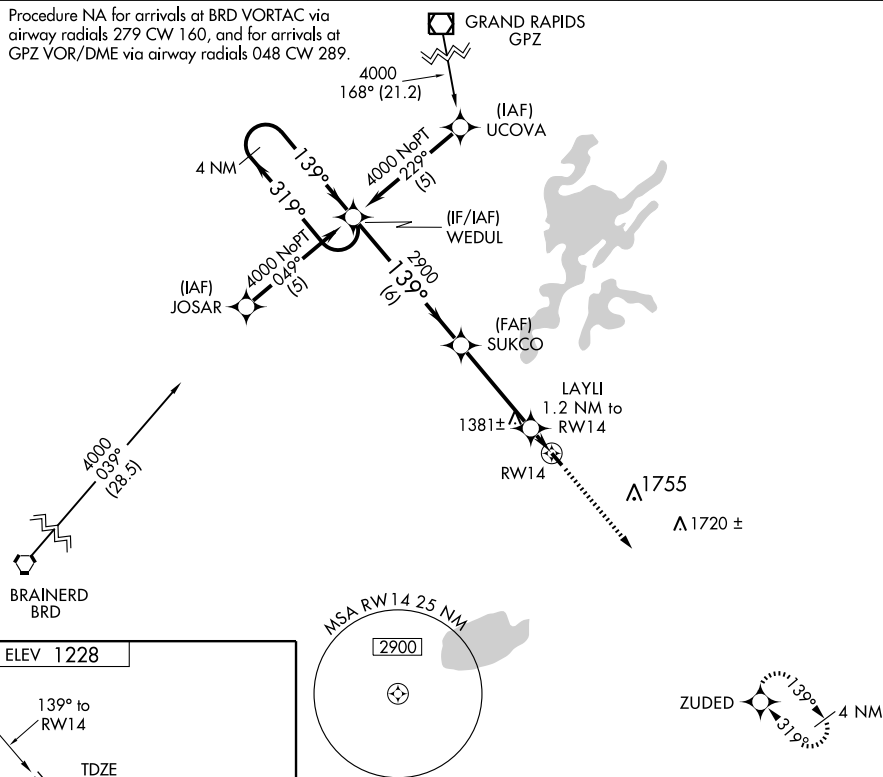 Procedure NA for arrivals at BRD VORTAC via
airway radials 279 CW 160, and for arrivals at
GPZ VOR/DME via airway radials 048 CW 289.
GRAND RAPIDS
GPZ
4000
168° (21.2)
(IAF)
UCOVA
4000 NoPT
229°
(5)
4 NM
139°
319°
(IF/IAF)
WEDUL
4000 NoPT
049°
(5)
(IAF)
JOSAR
2900
139°
(6)
(FAF)
SUKCO
LAYLI
1.2 NM to
RW14
1381±
RW14
1755
1720 ±
4000
039°
(28.5)
BRAINERD
BRD
MSA RW14 25 NM
2900
ELEV 1228
139° to
RW14
TDZE
ZUDED
139°
319°
4 NM